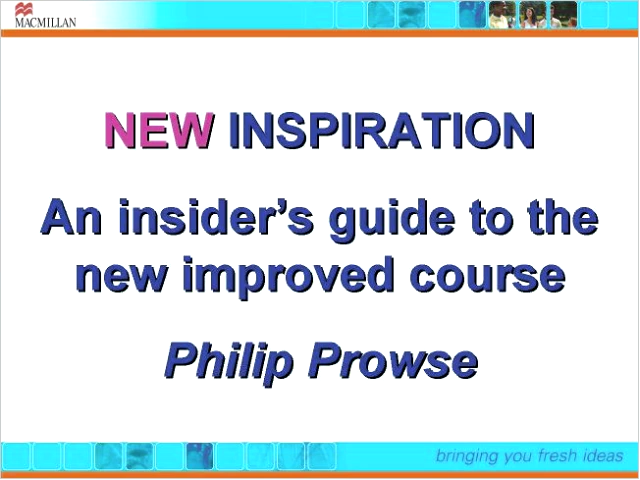 MACMILLAN
NEW INSPIRATION
An insider's guide to the
new improved course
Philip Prowse
bringing you fresh ideas